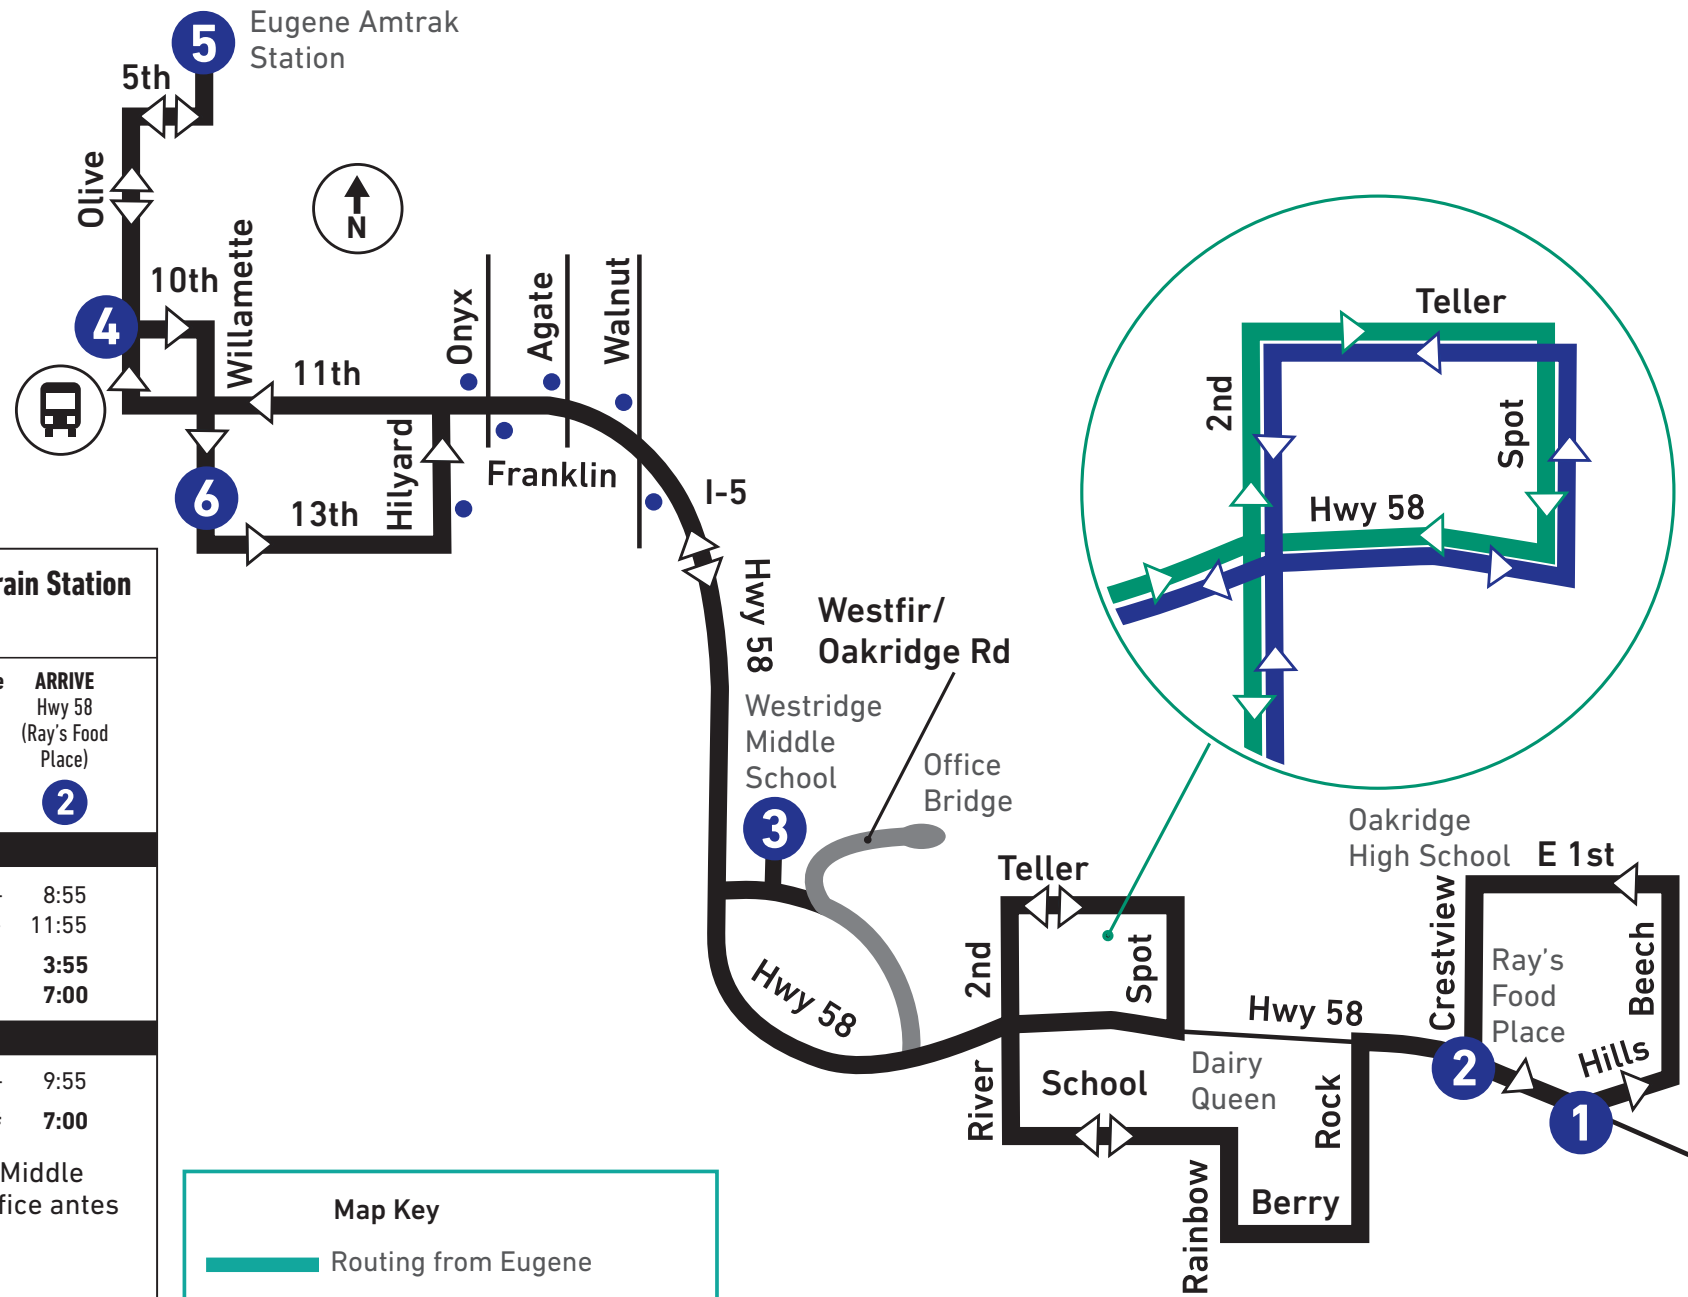 5
Eugene Amtrak
Station
5th
Olive
N
10th
Willamette
4
11th
Onyx
Agate
Walnut
Hilyard
Franklin
6
13th
I-5
Hwy 58
Westfir/
Oakridge Rd
Westridge
Middle
School
3
Office
Bridge
Hwy 58
Teller
2nd
Spot
Hwy 58
Teller
2nd
Spot
Hwy 58
River
School
Dairy
Queen
Rock
Rainbow
Berry
Oakridge
High School
E 1st
Crestview
Ray's
Food
Place
Beech
Hills
2
1
rain Station
ARRIVE
Hwy 58
(Ray's Food
Place)
2
8:55
11:55
3:55
7:00
9:55
7:00
Middle
fice antes
Map Key
Routing from Eugene